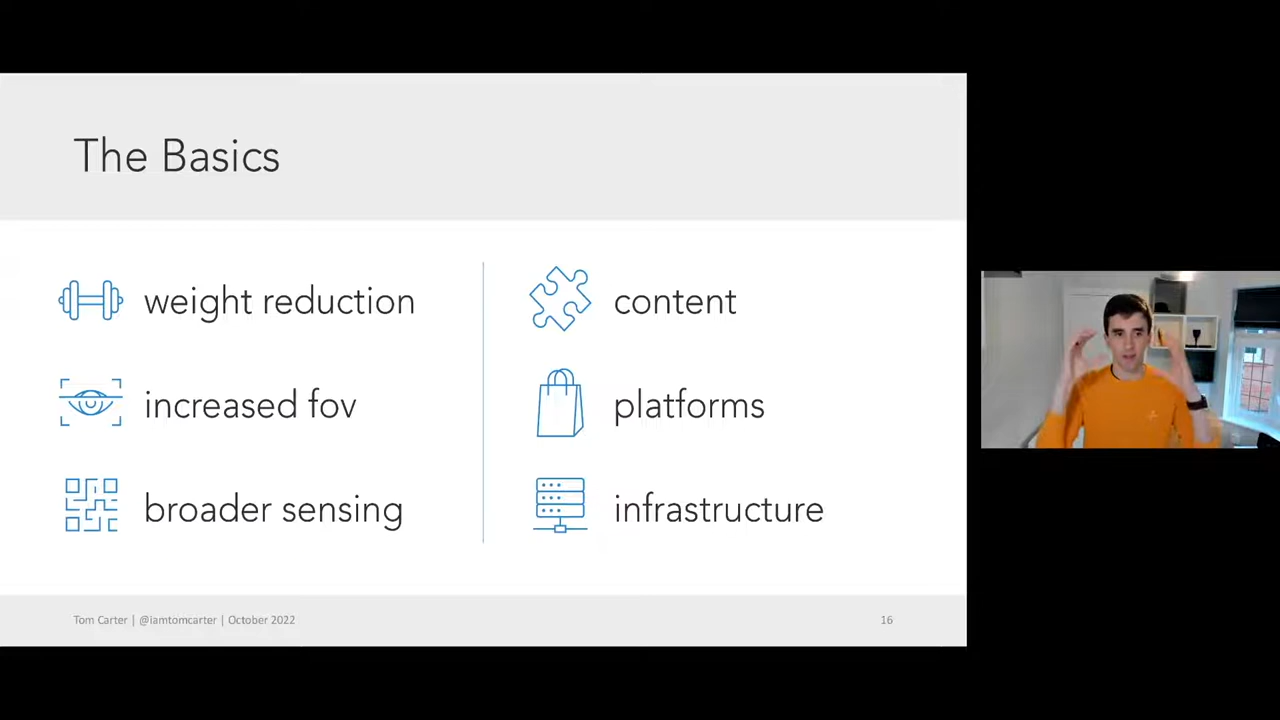 The Basics
weight reduction
increased fov
broader sensing
content
platforms
infrastructure
Tom Carter | @iamtomcarter | October 2022
16